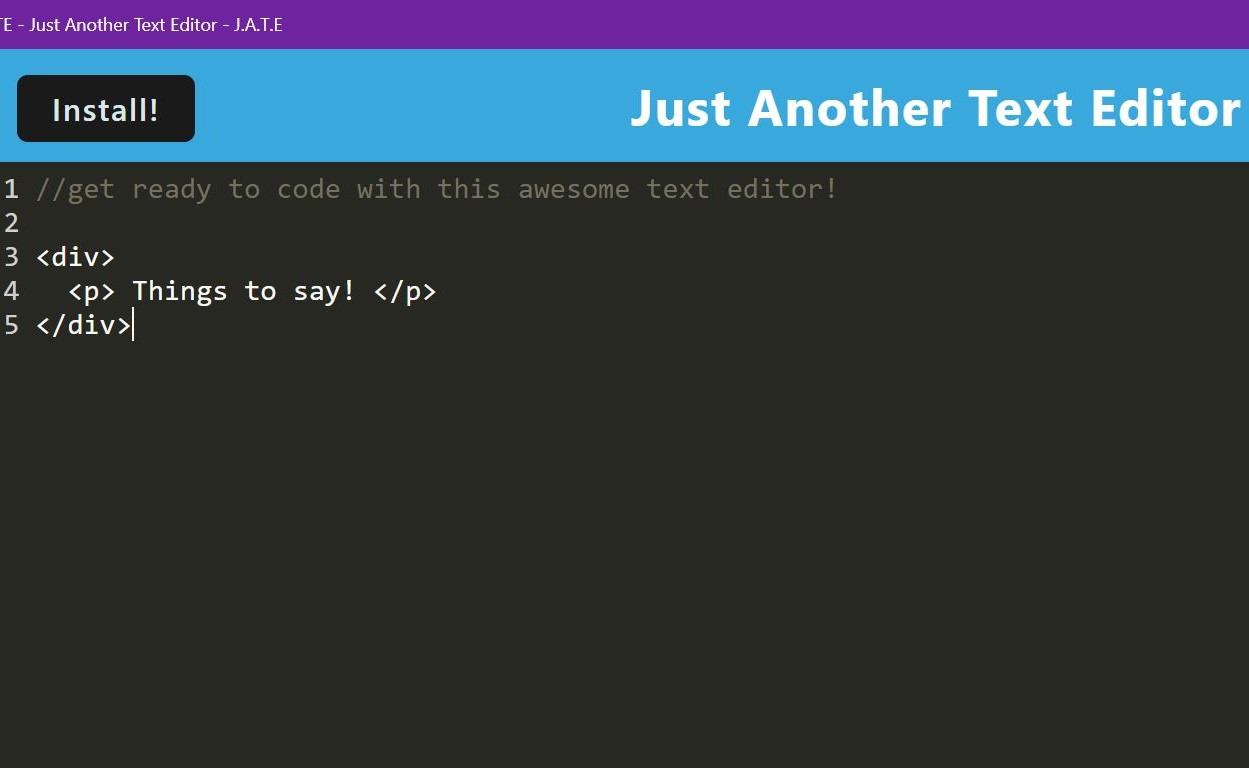 TE - Just Another Text Editor - J.A.T.E
Install!
Just Another Text Editor
1 //get ready to code with this awesome text editor!
2
3 <div>
4   <p> Things to say! </p>
5 </div>